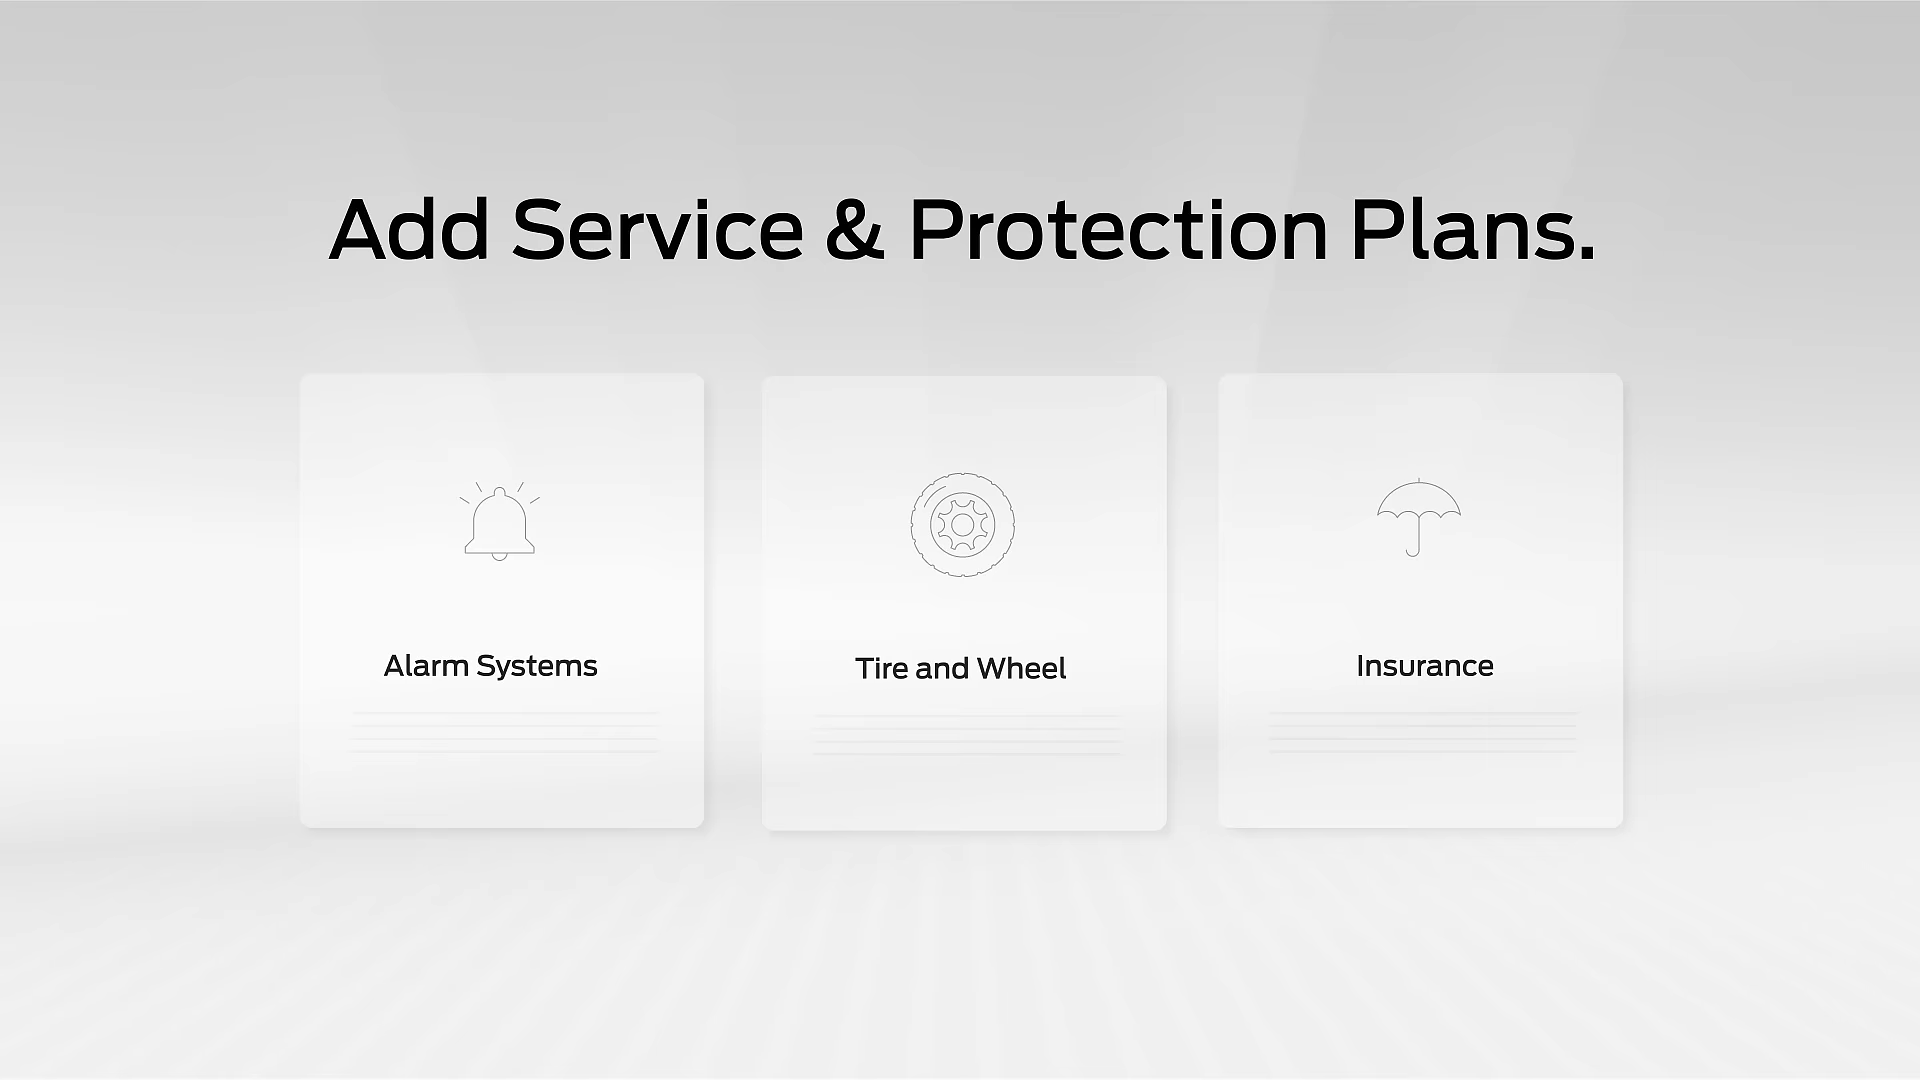 Add Service & Protection Plans.
Alarm Systems
Tire and Wheel
Insurance